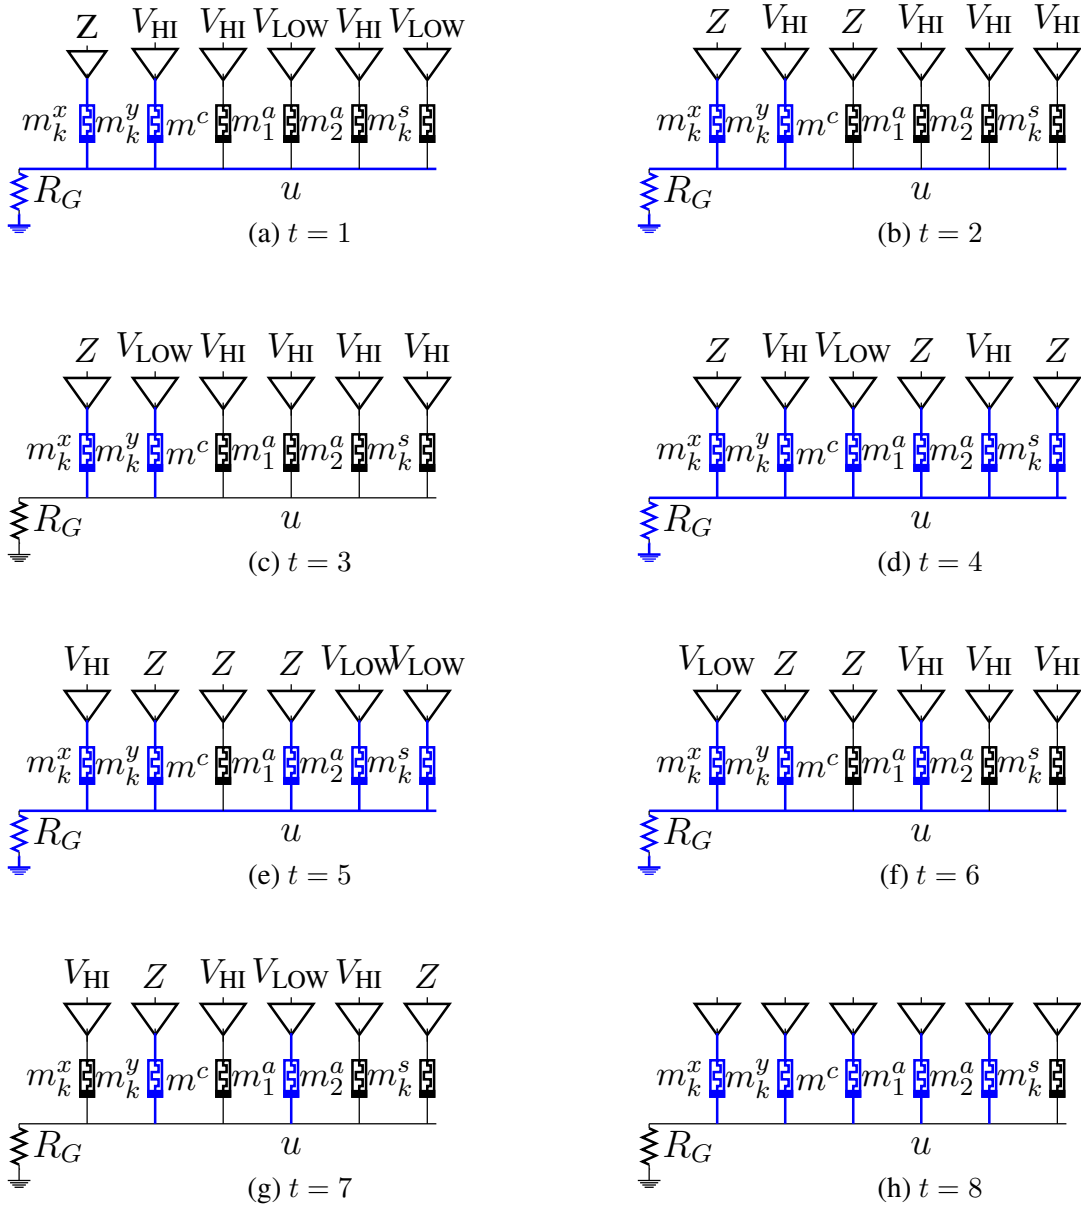 Z V_HI V_HI V_LOW V_HI V_LOW
m_k^x m_k^y m^c m_1^a m_2^a m_k^s
R_G u
(a) t = 1
Z V_HI Z V_HI V_HI V_HI
m_k^x m_k^y m^c m_1^a m_2^a m_k^s
R_G u
(b) t = 2
Z V_LOW V_HI V_HI V_HI V_HI
m_k^x m_k^y m^c m_1^a m_2^a m_k^s
R_G u
(c) t = 3
Z V_HI V_LOW Z V_HI Z
m_k^x m_k^y m^c m_1^a m_2^a m_k^s
R_G u
(d) t = 4
V_HI Z Z Z V_LOW V_LOW
m_k^x m_k^y m^c m_1^a m_2^a m_k^s
R_G u
(e) t = 5
V_LOW Z Z V_HI V_HI V_HI
m_k^x m_k^y m^c m_1^a m_2^a m_k^s
R_G u
(f) t = 6
V_HI Z V_HI V_LOW V_HI Z
m_k^x m_k^y m^c m_1^a m_2^a m_k^s
R_G u
(g) t = 7
m_k^x m_k^y m^c m_1^a m_2^a m_k^s
R_G u
(h) t = 8